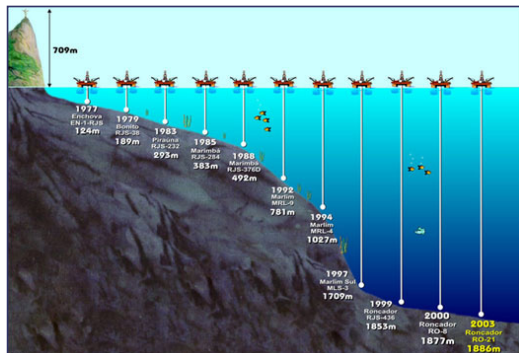 709m
1977
Enchova
EN-1-RJS
124m
1979
Bonito
RJS-38
189m
1983
Piraúna
RJS-232
293m
1985
Marimbá
RJS-284
383m
1988
Marimbá
RJS-376D
492m
1992
Marlim
MRL-9
781m
1994
Marlim
MRL-4
1027m
1997
Marlim Sul
MLS-3
1709m
1999
Roncador
RJS-436
1853m
2000
Roncador
RO-8
1877m
2003
Roncador
RO-21
1886m